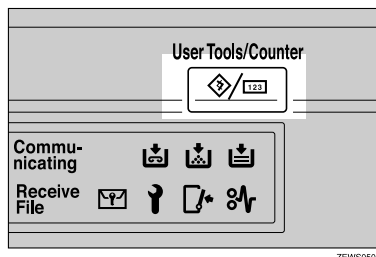 User Tools/Counter
123
Commu-
nicating
Receive
File